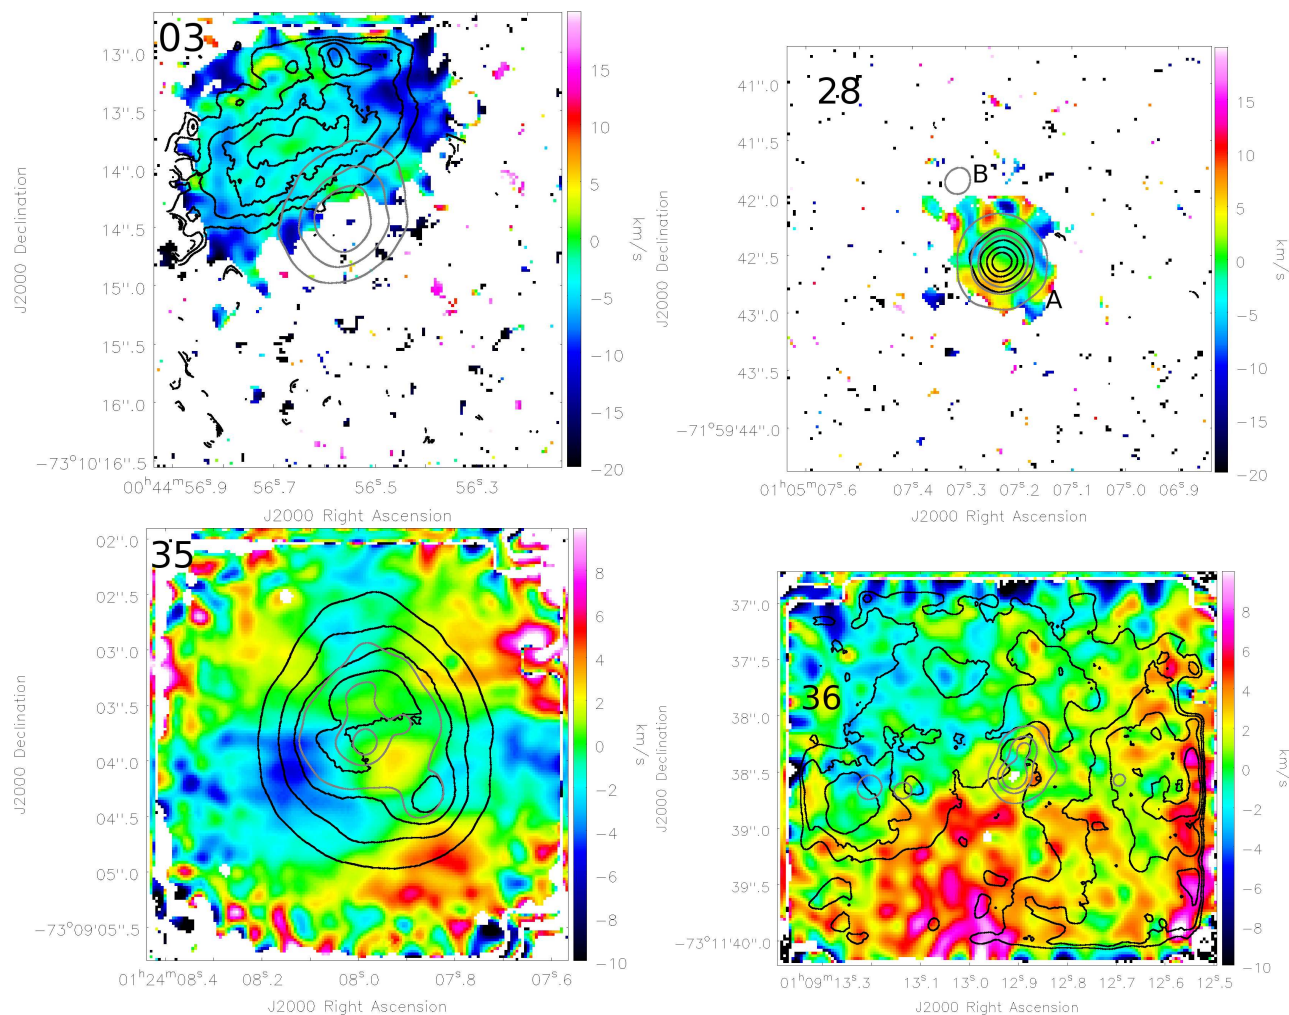 03
13".0
13".5
14".0
14".5
15".0
15".5
16".0
−73°10'16".5
00ʰ44ᵐ56ˢ.9
56ˢ.7
56ˢ.5
56ˢ.3
J2000 Right Ascension
J2000 Declination
15
10
5
0
−5
−10
−15
−20
km/s
28
B
A
41".0
41".5
42".0
42".5
43".0
43".5
−71°59'44".0
01ʰ05ᵐ07ˢ.6
07ˢ.4
07ˢ.3
07ˢ.2
07ˢ.1
07ˢ.0
06ˢ.9
J2000 Right Ascension
J2000 Declination
15
10
5
0
−5
−10
−15
−20
km/s
35
02".0
02".5
03".0
03".5
04".0
04".5
05".0
−73°09'05".5
01ʰ24ᵐ08ˢ.4
08ˢ.2
08ˢ.0
07ˢ.8
07ˢ.6
J2000 Right Ascension
J2000 Declination
8
6
4
2
0
−2
−4
−6
−8
−10
km/s
36
37".0
37".5
38".0
38".5
39".0
39".5
−73°11'40".0
01ʰ09ᵐ13ˢ.3
13ˢ.1
13ˢ.0
12ˢ.9
12ˢ.8
12ˢ.7
12ˢ.6
12ˢ.5
J2000 Right Ascension
J2000 Declination
8
6
4
2
0
−2
−4
−6
−8
−10
km/s